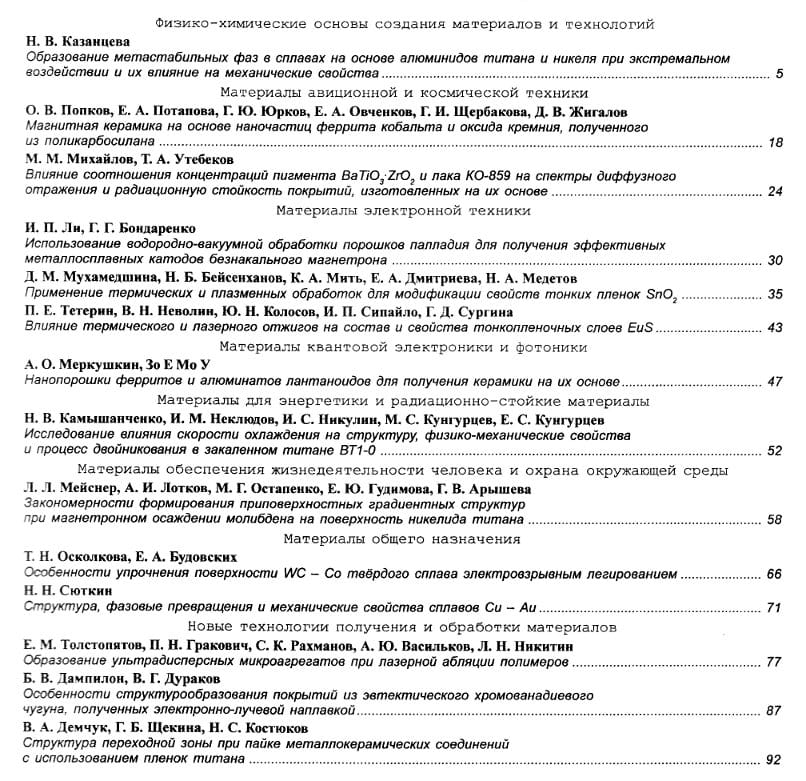 Физико-химические основы создания материалов и технологий
Н. В. Казанцева
Образование метастабильных фаз в сплавах на основе алюминидов титана и никеля при экстремальном
воздействии и их влияние на механические свойства ..... 5
Материалы авиционной и космической техники
О. В. Попков, Е. А. Потапова, Г. Ю. Юрков, Е. А. Овченков, Г. И. Щербакова, Д. В. Жигалов
Магнитная керамика на основе наночастиц феррита кобальта и оксида кремния, полученного
из поликарбосилана ..... 18
М. М. Михайлов, Т. А. Утебеков
Влияние соотношения концентраций пигмента BaTiO₃·ZrO₂ и лака КО-859 на спектры диффузного
отражения и радиационную стойкость покрытий, изготовленных на их основе ..... 24
Материалы электронной техники
И. П. Ли, Г. Г. Бондаренко
Использование водородно-вакуумной обработки порошков палладия для получения эффективных
металлосплавных катодов безнакального магнетрона ..... 30
Д. М. Мухамедшина, Н. Б. Бейсенханов, К. А. Мить, Е. А. Дмитриева, Н. А. Медетов
Применение термических и плазменных обработок для модификации свойств тонких пленок SnO₂ ..... 35
П. Е. Тетерин, В. Н. Неволин, Ю. Н. Колосов, И. П. Сипайло, Г. Д. Сургина
Влияние термического и лазерного отжигов на состав и свойства тонкопленочных слоев EuS ..... 43
Материалы квантовой электроники и фотоники
А. О. Меркушкин, Зо Е Мо У
Нанопорошки ферритов и алюминатов лантаноидов для получения керамики на их основе ..... 47
Материалы для энергетики и радиационно-стойкие материалы
Н. В. Камышанченко, И. М. Неклюдов, И. С. Никулин, М. С. Кунгурцев, Е. С. Кунгурцев
Исследование влияния скорости охлаждения на структуру, физико-механические свойства
и процесс двойникования в закаленном титане ВТ1-0 ..... 52
Материалы обеспечения жизнедеятельности человека и охрана окружающей среды
Л. Л. Мейснер, А. И. Лотков, М. Г. Остапенко, Е. Ю. Гудимова, Г. В. Арышева
Закономерности формирования приповерхностных градиентных структур
при магнетронном осаждении молибдена на поверхность никелида титана ..... 58
Материалы общего назначения
Т. Н. Осколкова, Е. А. Будовских
Особенности упрочнения поверхности WC – Co твёрдого сплава электровзрывным легированием ..... 66
Н. Н. Сюткин
Структура, фазовые превращения и механические свойства сплавов Cu – Au ..... 71
Новые технологии получения и обработки материалов
Е. М. Толстопятов, П. Н. Гракович, С. К. Рахманов, А. Ю. Васильков, Л. Н. Никитин
Образование ультрадисперсных микроагрегатов при лазерной абляции полимеров ..... 77
Б. В. Дампилон, В. Г. Дураков
Особенности структурообразования покрытий из эвтектического хромованадиевого
чугуна, полученных электронно-лучевой наплавкой ..... 87
В. А. Демчук, Г. Б. Щекина, Н. С. Костюков
Структура переходной зоны при пайке металлокерамических соединений
с использованием пленок титана ..... 92